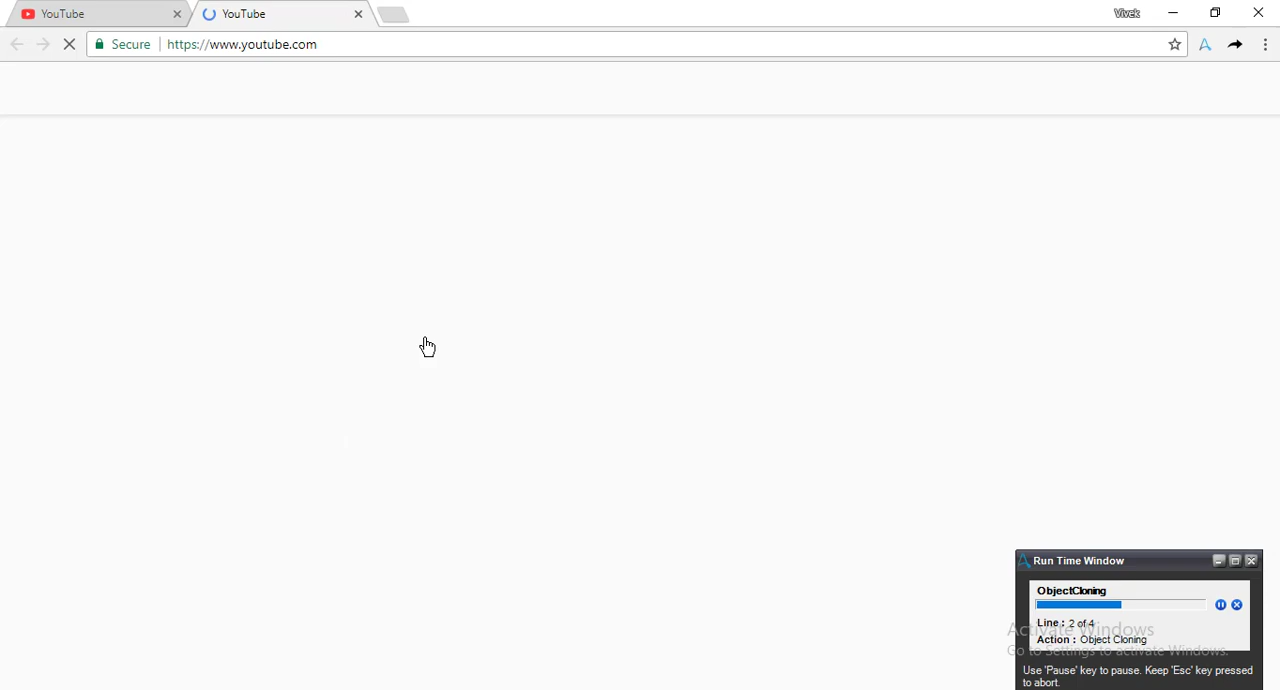 YouTube
YouTube
Vivek
Secure
https://www.youtube.com
Run Time Window
ObjectCloning
Line : 2 of 4
Action : Object Cloning
Activate Windows
Go to Settings to activate Windows.
Use 'Pause' key to pause. Keep 'Esc' key pressed
to abort.